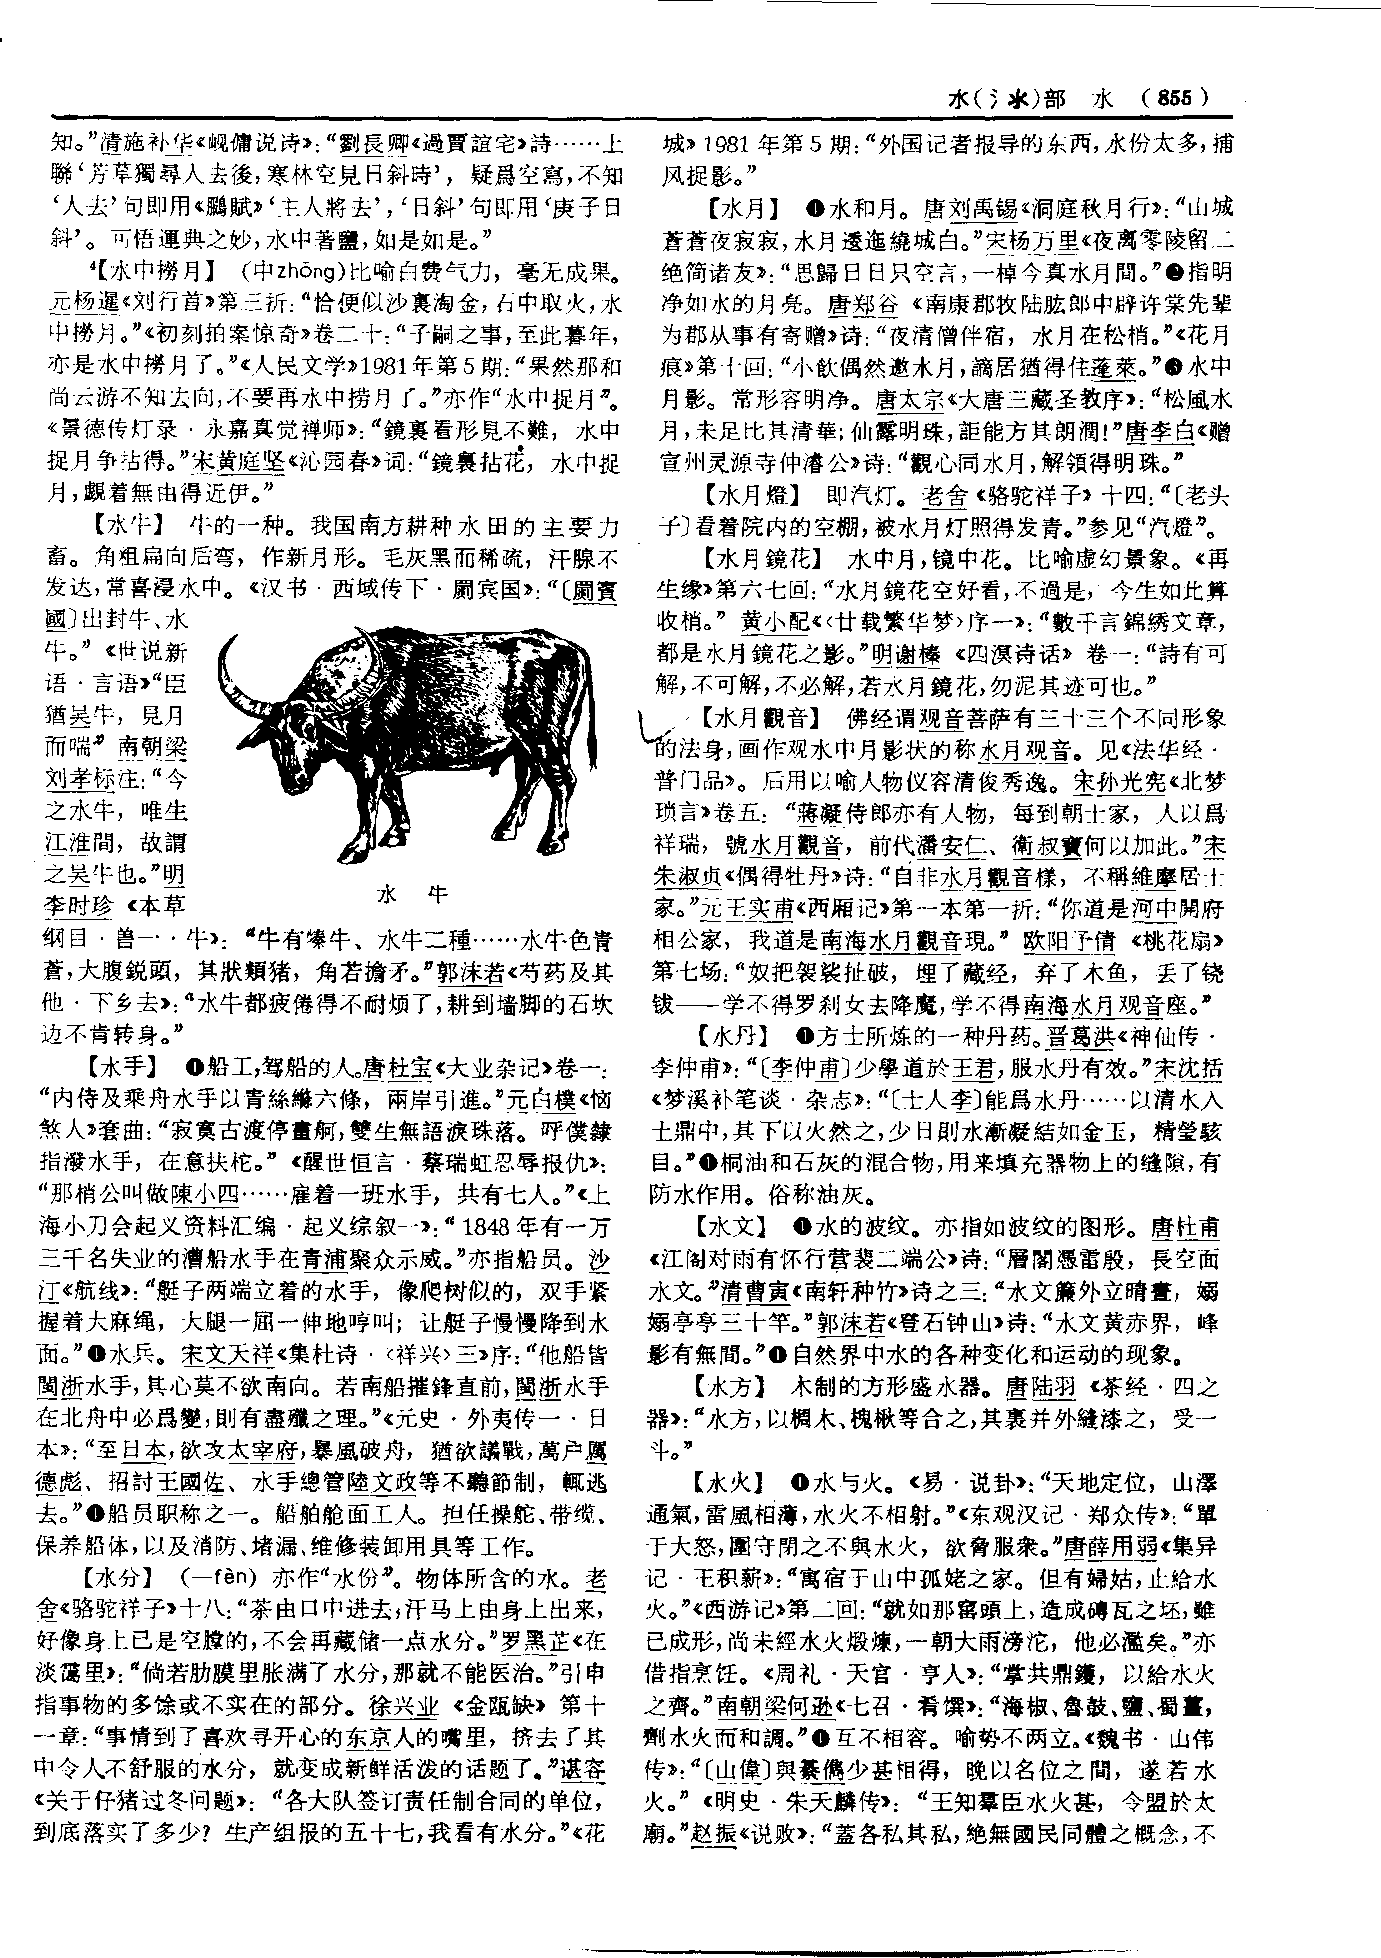 水(氵氺)部　水　(855)
知。”清施补华《岘傭说诗》：“劉長卿《過賈誼宅》詩……上
聯‘芳草獨尋人去後，寒林空見日斜時’，疑爲空寫，不知
‘人去’句即用《鵩賦》‘主人將去’，‘日斜’句即用‘庚子日
斜’。可悟運典之妙，水中著鹽，如是如是。”
【水中撈月】　(中zhōng)比喻白费气力，毫无成果。
元杨暹《刘行首》第三折：“恰便似沙裏淘金，石中取火，水
中撈月。”《初刻拍案惊奇》卷二十：“子嗣之事，至此暮年，
亦是水中撈月了。”《人民文学》1981年第5期：“果然那和
尚云游不知去向，不要再水中捞月了。”亦作“水中捉月”。
《景德传灯录·永嘉真觉禅师》：“鏡裏看形見不難，水中
捉月争拈得。”宋黄庭坚《沁园春》词：“鏡裏拈花，水中捉
月，覷着無由得近伊。”
【水牛】　牛的一种。我国南方耕种水田的主要力
畜。角粗扁向后弯，作新月形。毛灰黑而稀疏，汗腺不
发达，常喜浸水中。《汉书·西域传下·罽宾国》：“〔罽賓
國〕出封牛、水
牛。”《世说新
语·言语》“臣
猶吴牛，見月
而喘”南朝梁
刘孝标注：“今
之水牛，唯生
江淮間，故謂
之吴牛也。”明
李时珍《本草
纲目·兽一·牛》：“牛有㹍牛、水牛二種……水牛色青
蒼，大腹鋭頭，其狀類猪，角若擔矛。”郭沫若《芍药及其
他·下乡去》：“水牛都疲倦得不耐烦了，耕到墙脚的石坎
边不肯转身。”
水　牛
【水手】　❶船工，驾船的人。唐杜宝《大业杂记》卷一：
“内侍及乘舟水手以青絲緣六條，兩岸引進。”元白樸《恼
煞人》套曲：“寂寞古渡停畫舸，雙生無語淚珠落。呼僕隸
指潑水手，在意扶柁。”《醒世恒言·蔡瑞虹忍辱报仇》：
“那梢公叫做陳小四……雇着一班水手，共有七人。”《上
海小刀会起义资料汇编·起义综叙一》：“1848年有一万
三千名失业的漕船水手在青浦聚众示威。”亦指船员。沙
汀《航线》：“艇子两端立着的水手，像爬树似的，双手紧
握着大麻绳，大腿一屈一伸地哼叫；让艇子慢慢降到水
面。”❷水兵。宋文天祥《集杜诗·〈祥兴〉三》序：“他船皆
閩浙水手，其心莫不欲南向。若南船摧鋒直前，閩浙水手
在北舟中必爲變，則有盡殲之理。”《元史·外夷传一·日
本》：“至日本，欲攻太宰府，暴風破舟，猶欲議戰，萬户厲
德彪、招討王國佐、水手總管陸文政等不聽節制，輒逃
去。”❸船员职称之一。船舶舱面工人。担任操舵、带缆、
保养船体，以及消防、堵漏、维修装卸用具等工作。
【水分】　(—fèn)　亦作“水份”。物体所含的水。老
舍《骆驼祥子》十八：“茶由口中进去，汗马上由身上出来，
好像身上已是空膛的，不会再藏储一点水分。”罗黑芷《在
淡霭里》：“倘若肋膜里胀满了水分，那就不能医治。”引申
指事物的多馀或不实在的部分。徐兴业《金瓯缺》第十
一章：“事情到了喜欢寻开心的东京人的嘴里，挤去了其
中令人不舒服的水分，就变成新鲜活泼的话题了。”谌容
《关于仔猪过冬问题》：“各大队签订责任制合同的单位，
到底落实了多少？生产组报的五十七，我看有水分。”《花
城》1981年第5期：“外国记者报导的东西，水份太多，捕
风捉影。”
【水月】　❶水和月。唐刘禹锡《洞庭秋月行》：“山城
蒼蒼夜寂寂，水月逶迤繞城白。”宋杨万里《夜离零陵留二
绝简诸友》：“思歸日日只空言，一棹今真水月間。”❷指明
净如水的月亮。唐郑谷《南康郡牧陆肱郎中辟许棠先辈
为郡从事有寄赠》诗：“夜清僧伴宿，水月在松梢。”《花月
痕》第十回：“小飲偶然邀水月，謫居猶得住蓬萊。”❸水中
月影。常形容明净。唐太宗《大唐三藏圣教序》：“松風水
月，未足比其清華；仙露明珠，詎能方其朗潤！”唐李白《赠
宣州灵源寺仲濬公》诗：“觀心同水月，解領得明珠。”
【水月燈】　即汽灯。老舍《骆驼祥子》十四：“〔老头
子〕看着院内的空棚，被水月灯照得发青。”参见“汽燈”。
【水月鏡花】　水中月，镜中花。比喻虚幻景象。《再
生缘》第六七回：“水月鏡花空好看，不過是，今生如此算
收梢。”黄小配《〈廿载繁华梦〉序一》：“數千言錦綉文章，
都是水月鏡花之影。”明谢榛《四溟诗话》卷一：“詩有可
解，不可解，不必解，若水月鏡花，勿泥其迹可也。”
【水月觀音】　佛经谓观音菩萨有三十三个不同形象
的法身，画作观水中月影状的称水月观音。见《法华经·
普门品》。后用以喻人物仪容清俊秀逸。宋孙光宪《北梦
琐言》卷五：“蔣凝侍郎亦有人物，每到朝士家，人以爲
祥瑞，號水月觀音，前代潘安仁、衛叔寶何以加此。”宋
朱淑贞《偶得牡丹》诗：“自非水月觀音樣，不稱維摩居士
家。”元王实甫《西厢记》第一本第一折：“你道是河中開府
相公家，我道是南海水月觀音現。”欧阳予倩《桃花扇》
第七场：“奴把袈裟扯破，埋了藏经，弃了木鱼，丢了铙
钹——学不得罗刹女去降魔，学不得南海水月观音座。”
【水丹】　❶方士所炼的一种丹药。晋葛洪《神仙传·
李仲甫》：“〔李仲甫〕少學道於王君，服水丹有效。”宋沈括
《梦溪补笔谈·杂志》：“〔士人李〕能爲水丹……以清水入
土鼎中，其下以火然之，少日則水漸凝結如金玉，精瑩駭
目。”❷桐油和石灰的混合物，用来填充器物上的缝隙，有
防水作用。俗称油灰。
【水文】　❶水的波纹。亦指如波纹的图形。唐杜甫
《江阁对雨有怀行营裴二端公》诗：“層閣憑雷殷，長空面
水文。”清曹寅《南轩种竹》诗之三：“水文簾外立晴晝，嫋
嫋亭亭三十竿。”郭沫若《登石钟山》诗：“水文黄赤界，峰
影有無間。”❷自然界中水的各种变化和运动的现象。
【水方】　木制的方形盛水器。唐陆羽《茶经·四之
器》：“水方，以椆木、槐楸等合之，其裏并外縫漆之，受一
斗。”
【水火】　❶水与火。《易·说卦》：“天地定位，山澤
通氣，雷風相薄，水火不相射。”《东观汉记·郑众传》：“單
于大怒，圍守閉之不與水火，欲脅服衆。”唐薛用弱《集异
记·王积薪》：“寓宿于山中孤姥之家。但有婦姑，止給水
火。”《西游记》第二回：“就如那窰頭上，造成磚瓦之坯，雖
已成形，尚未經水火煅煉，一朝大雨滂沱，他必濫矣。”亦
借指烹饪。《周礼·天官·亨人》：“掌共鼎鑊，以給水火
之齊。”南朝梁何逊《七召·肴馔》：“海椒、魯鼓、鹽、蜀薑，
劑水火而和調。”❷互不相容。喻势不两立。《魏书·山伟
传》：“〔山偉〕與綦儁少甚相得，晚以名位之間，遂若水
火。”《明史·朱天麟传》：“王知羣臣水火甚，令盟於太
廟。”赵振《说败》：“蓋各私其私，絶無國民同體之概念，不